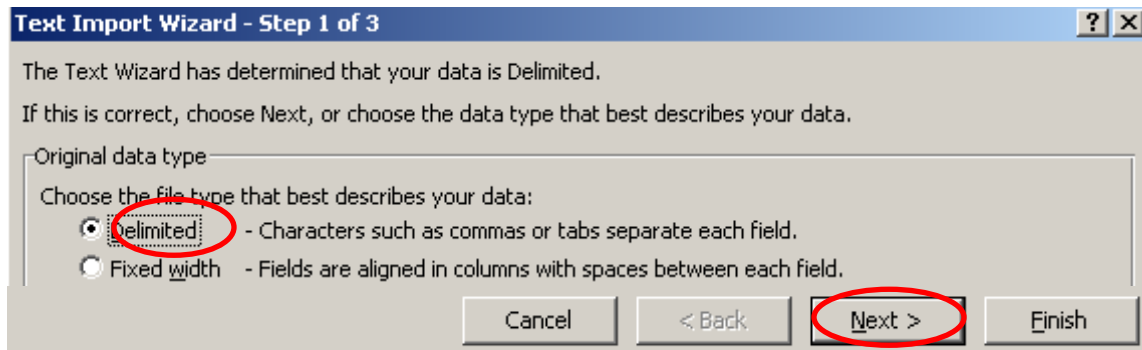 Text Import Wizard - Step 1 of 3
The Text Wizard has determined that your data is Delimited.
If this is correct, choose Next, or choose the data type that best describes your data.
Original data type
Choose the file type that best describes your data:
Delimited - Characters such as commas or tabs separate each field.
Fixed width - Fields are aligned in columns with spaces between each field.
Cancel < Back Next > Finish